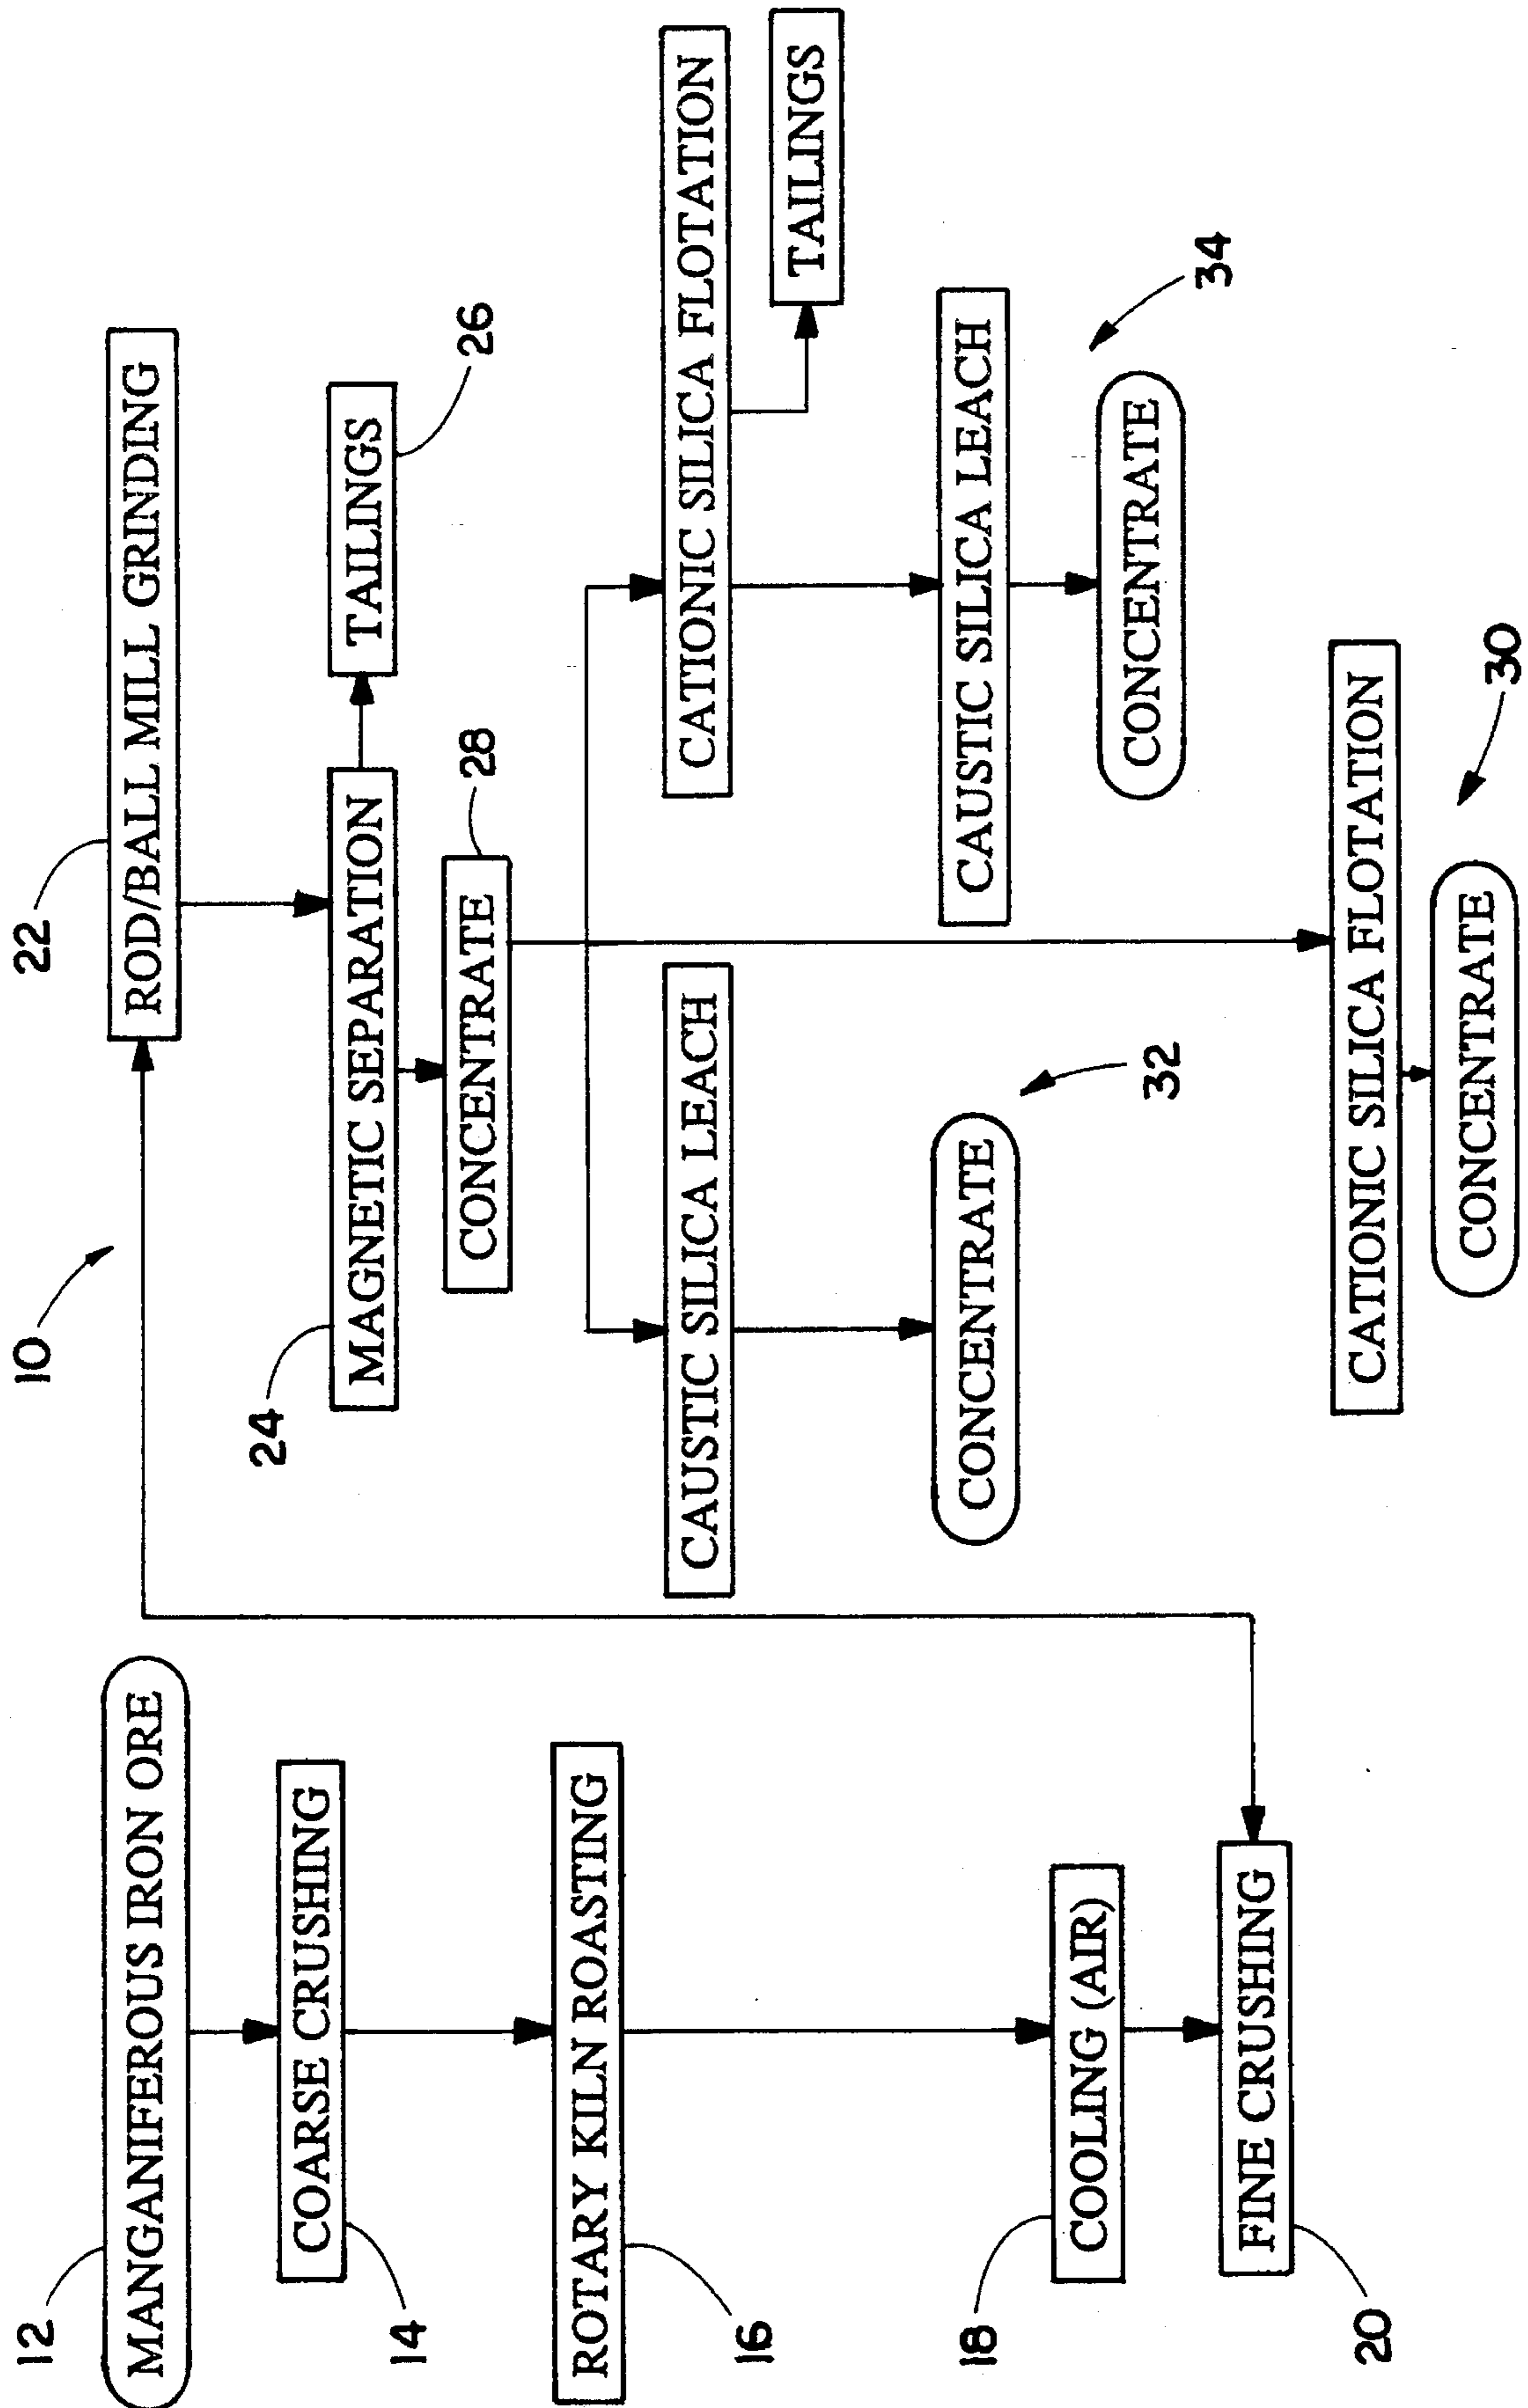 10
12
MANGANIFEROUS IRON ORE
COARSE CRUSHING
14
ROTARY KILN ROASTING
16
18
COOLING (AIR)
FINE CRUSHING
20
22
ROD/BALL MILL GRINDING
24
MAGNETIC SEPARATION
TAILINGS
26
CONCENTRATE
28
CAUSTIC SILICA LEACH
CONCENTRATE
32
CATIONIC SILICA FLOTATION
TAILINGS
CAUSTIC SILICA LEACH
CONCENTRATE
34
CATIONIC SILICA FLOTATION
CONCENTRATE
30